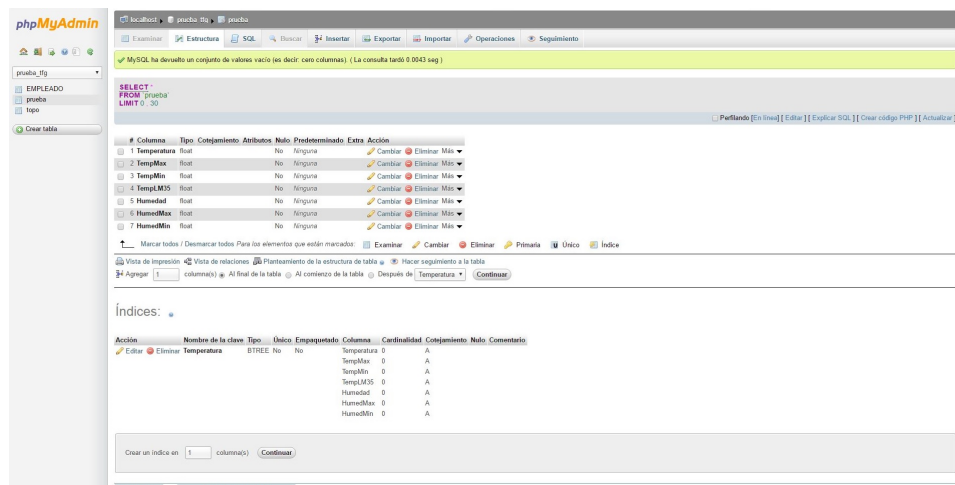 phpMyAdmin
prueba_tfg
EMPLEADO
prueba
topo
Crear tabla
localhost ▸ prueba_tfg ▸ prueba
Examinar Estructura SQL Buscar Insertar Exportar Importar Operaciones Seguimiento
MySQL ha devuelto un conjunto de valores vacío (es decir: cero columnas). ( La consulta tardó 0.0043 seg )
SELECT *
FROM `prueba`
LIMIT 0 , 30
Perfilando [En línea] [ Editar ] [ Explicar SQL ] [ Crear código PHP ] [ Actualizar ]
# Columna Tipo Cotejamiento Atributos Nulo Predeterminado Extra Acción
1 Temperatura float No Ninguna Cambiar Eliminar Más
2 TempMax float No Ninguna Cambiar Eliminar Más
3 TempMin float No Ninguna Cambiar Eliminar Más
4 TempLM35 float No Ninguna Cambiar Eliminar Más
5 Humedad float No Ninguna Cambiar Eliminar Más
6 HumedMax float No Ninguna Cambiar Eliminar Más
7 HumedMin float No Ninguna Cambiar Eliminar Más
Marcar todos / Desmarcar todos Para los elementos que están marcados: Examinar Cambiar Eliminar Primaria Único Índice
Vista de impresión Vista de relaciones Planteamiento de la estructura de tabla Hacer seguimiento a la tabla
Agregar 1 columna(s) Al final de la tabla Al comienzo de la tabla Después de Temperatura Continuar
Índices:
Acción Nombre de la clave Tipo Único Empaquetado Columna Cardinalidad Cotejamiento Nulo Comentario
Editar Eliminar Temperatura BTREE No No Temperatura 0 A
TempMax 0 A
TempMin 0 A
TempLM35 0 A
Humedad 0 A
HumedMax 0 A
HumedMin 0 A
Crear un índice en 1 columna(s) Continuar